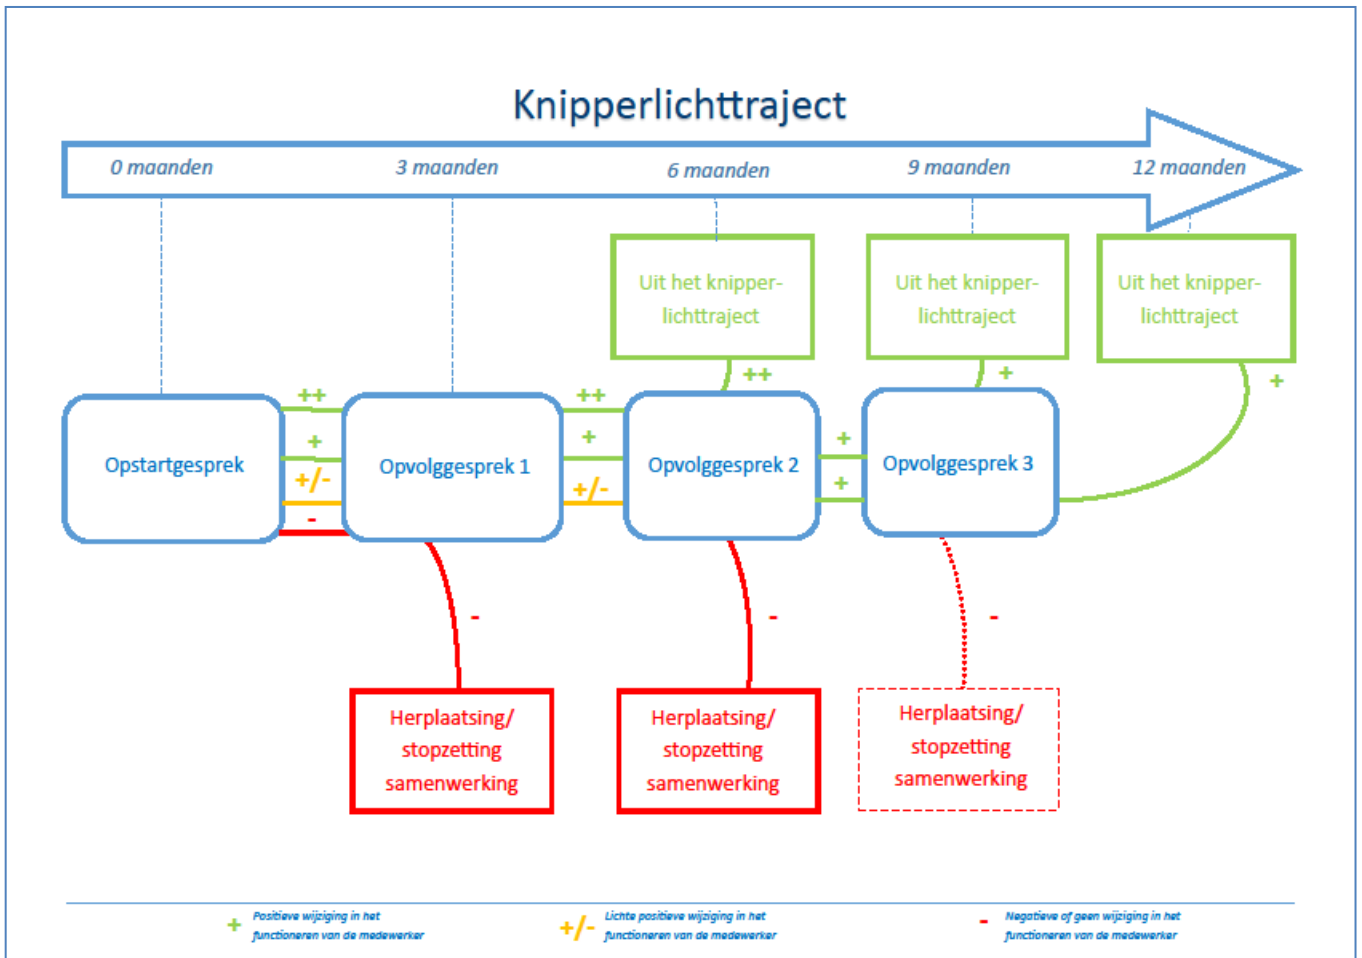 Knipperlichttraject
0 maanden
3 maanden
6 maanden
9 maanden
12 maanden
Uit het knipper-
lichttraject
Uit het knipper-
lichttraject
Uit het knipper-
lichttraject
++
+
+
++
+
+/-
-
++
+
+/-
+
+
Opstartgesprek
Opvolggesprek 1
Opvolggesprek 2
Opvolggesprek 3
-
-
-
Herplaatsing/
stopzetting
samenwerking
Herplaatsing/
stopzetting
samenwerking
Herplaatsing/
stopzetting
samenwerking
+ Positieve wijziging in het
functioneren van de medewerker
+/- Lichte positieve wijziging in het
functioneren van de medewerker
- Negatieve of geen wijziging in het
functioneren van de medewerker